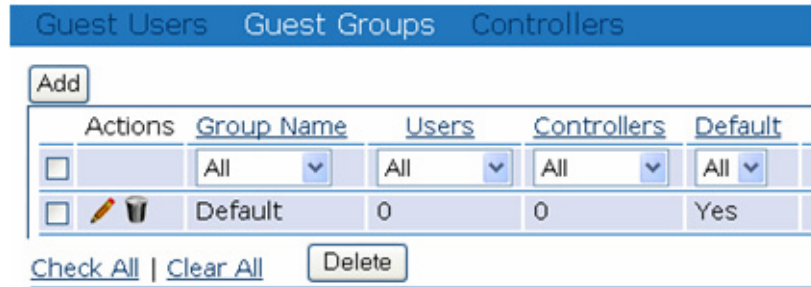 Guest Users Guest Groups Controllers
Add
Actions Group Name Users Controllers Default
All All All All
Default 0 0 Yes
Check All | Clear All Delete